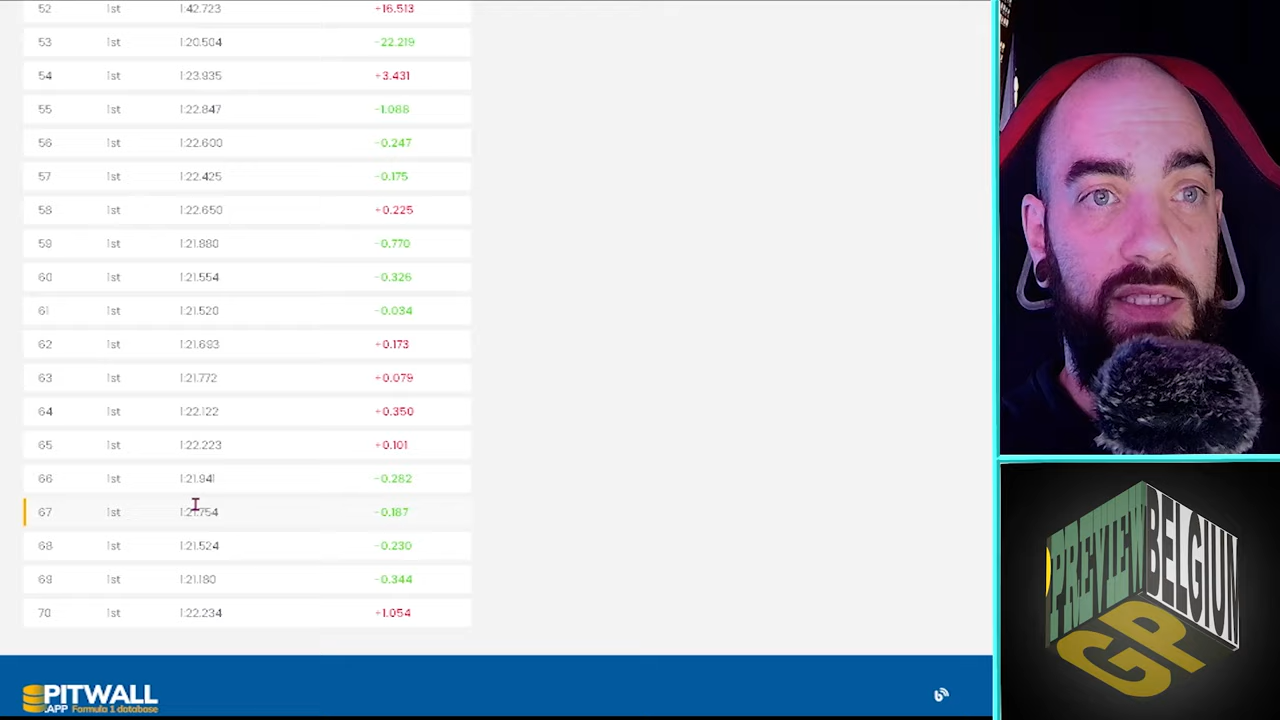 52 1st 1:42.723 +16.513
53 1st 1:20.504 -22.219
54 1st 1:23.935 +3.431
55 1st 1:22.847 -1.088
56 1st 1:22.600 -0.247
57 1st 1:22.425 -0.175
58 1st 1:22.650 +0.225
59 1st 1:21.880 -0.770
60 1st 1:21.554 -0.326
61 1st 1:21.520 -0.034
62 1st 1:21.693 +0.173
63 1st 1:21.772 +0.079
64 1st 1:22.122 +0.350
65 1st 1:22.223 +0.101
66 1st 1:21.941 -0.282
67 1st 1:21.754 -0.187
68 1st 1:21.524 -0.230
69 1st 1:21.180 -0.344
70 1st 1:22.234 +1.054
PITWALL
.APP Formula 1 database
PREVIEW
BELGIUN
GP